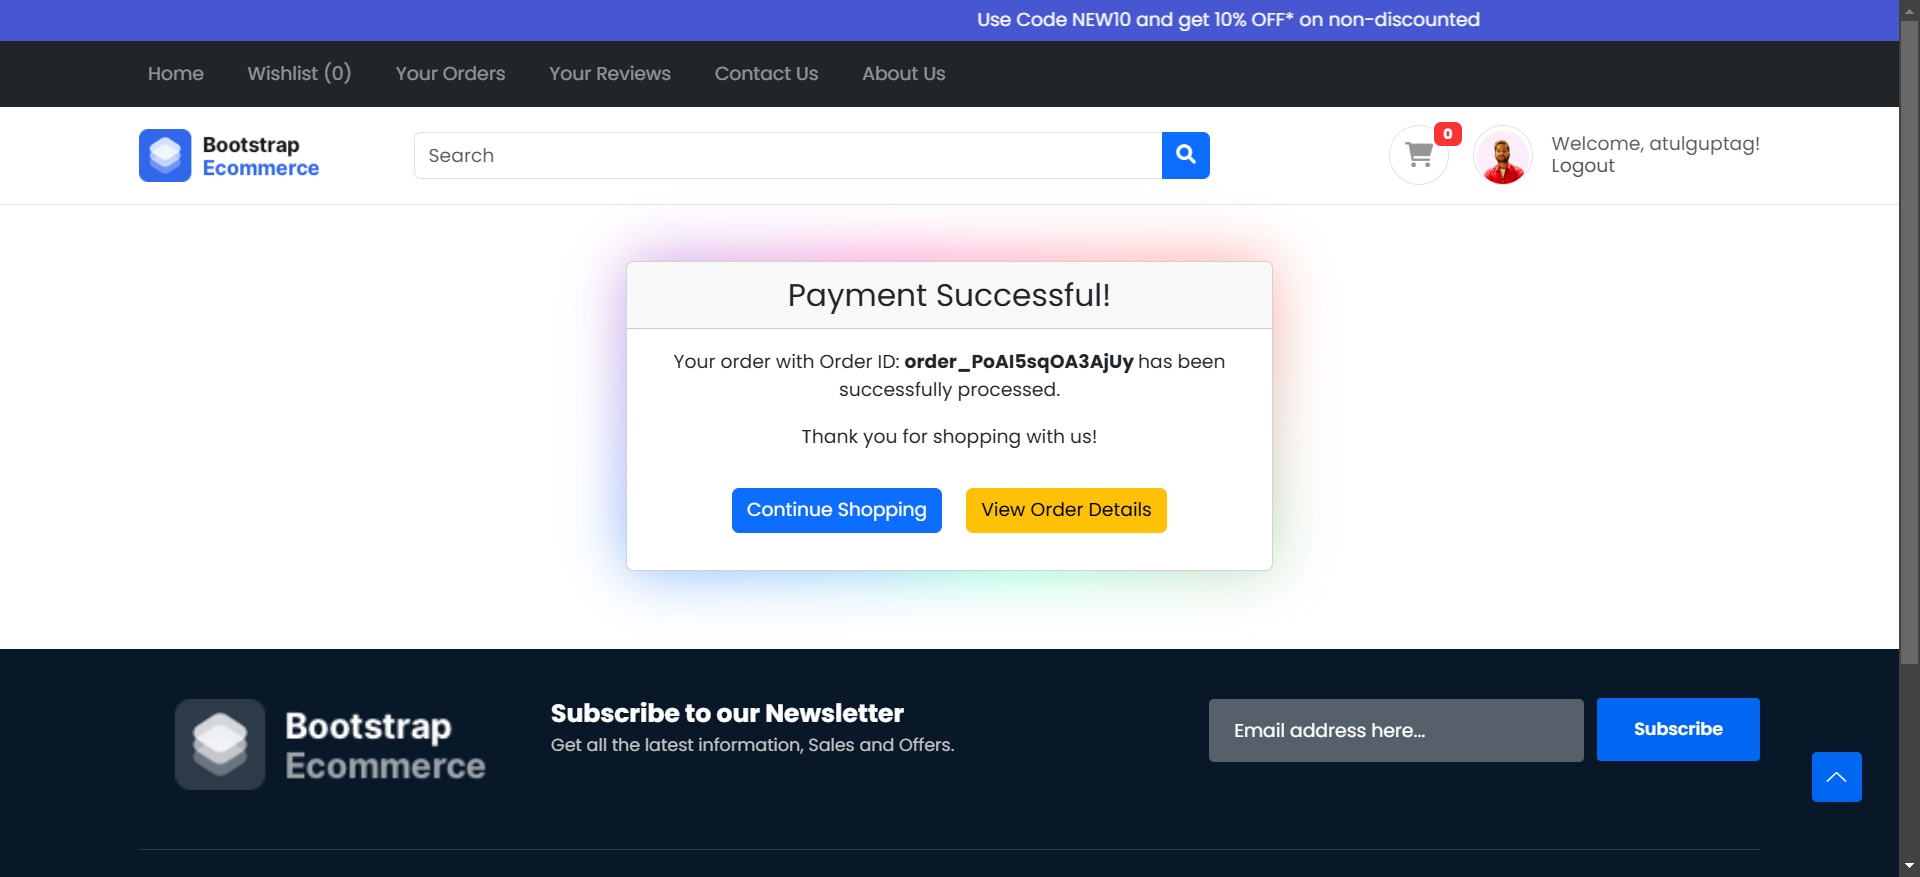 Use Code NEW10 and get 10% OFF* on non-discounted
Home Wishlist (0) Your Orders Your Reviews Contact Us About Us
Bootstrap
Ecommerce
Search
0
Welcome, atulguptag!
Logout
Payment Successful!
Your order with Order ID: order_PoAI5sqOA3AjUy has been
successfully processed.
Thank you for shopping with us!
Continue Shopping View Order Details
Bootstrap
Ecommerce
Subscribe to our Newsletter
Get all the latest information, Sales and Offers.
Email address here...
Subscribe